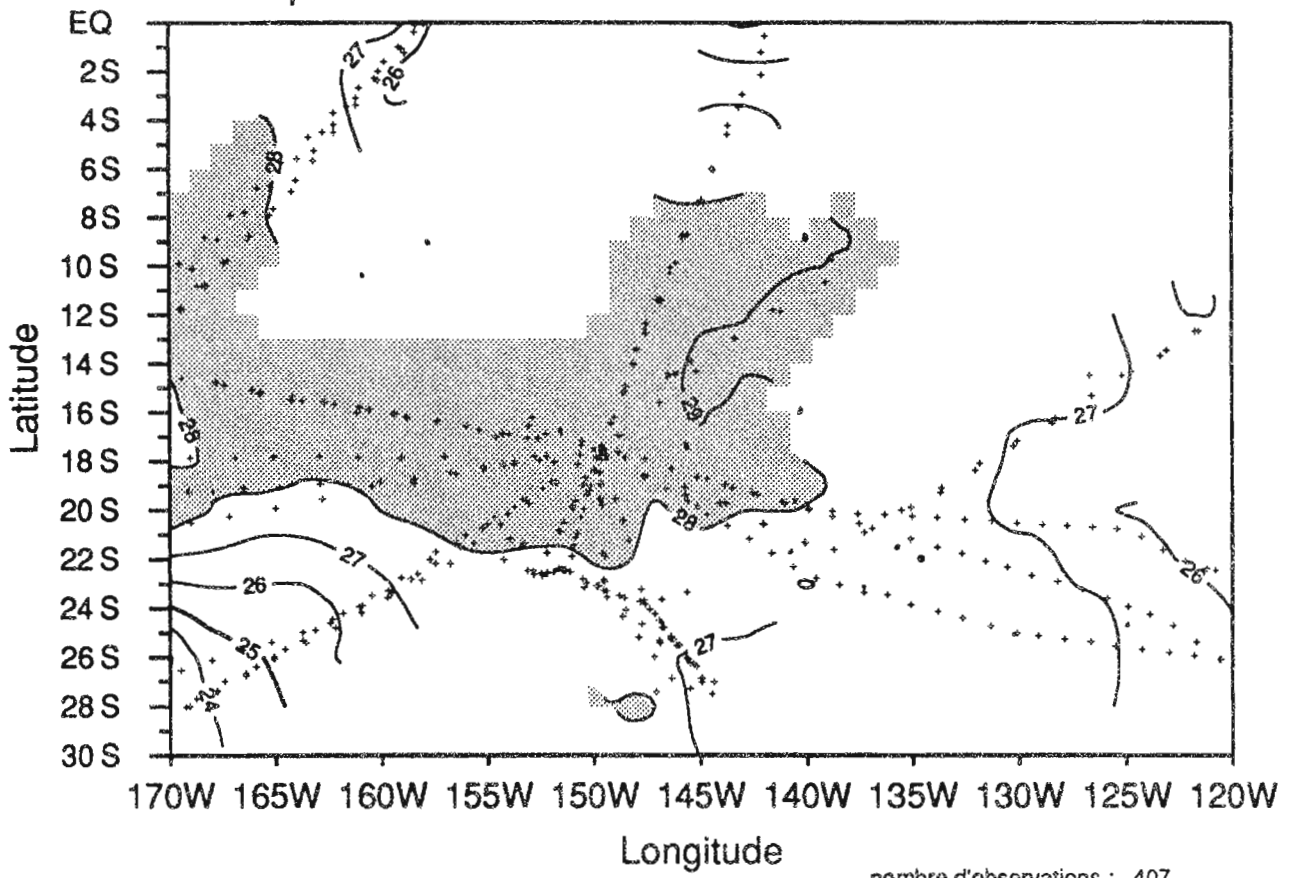 EQ
2S
4S
6S
8S
10S
12S
14S
16S
18S
20S
22S
24S
26S
28S
30S
Latitude
27
26
28
28
29
28
27
27
26
25
24
27
26
0
170W 165W 160W 155W 150W 145W 140W 135W 130W 125W 120W
Longitude
nombre d'observations : 407